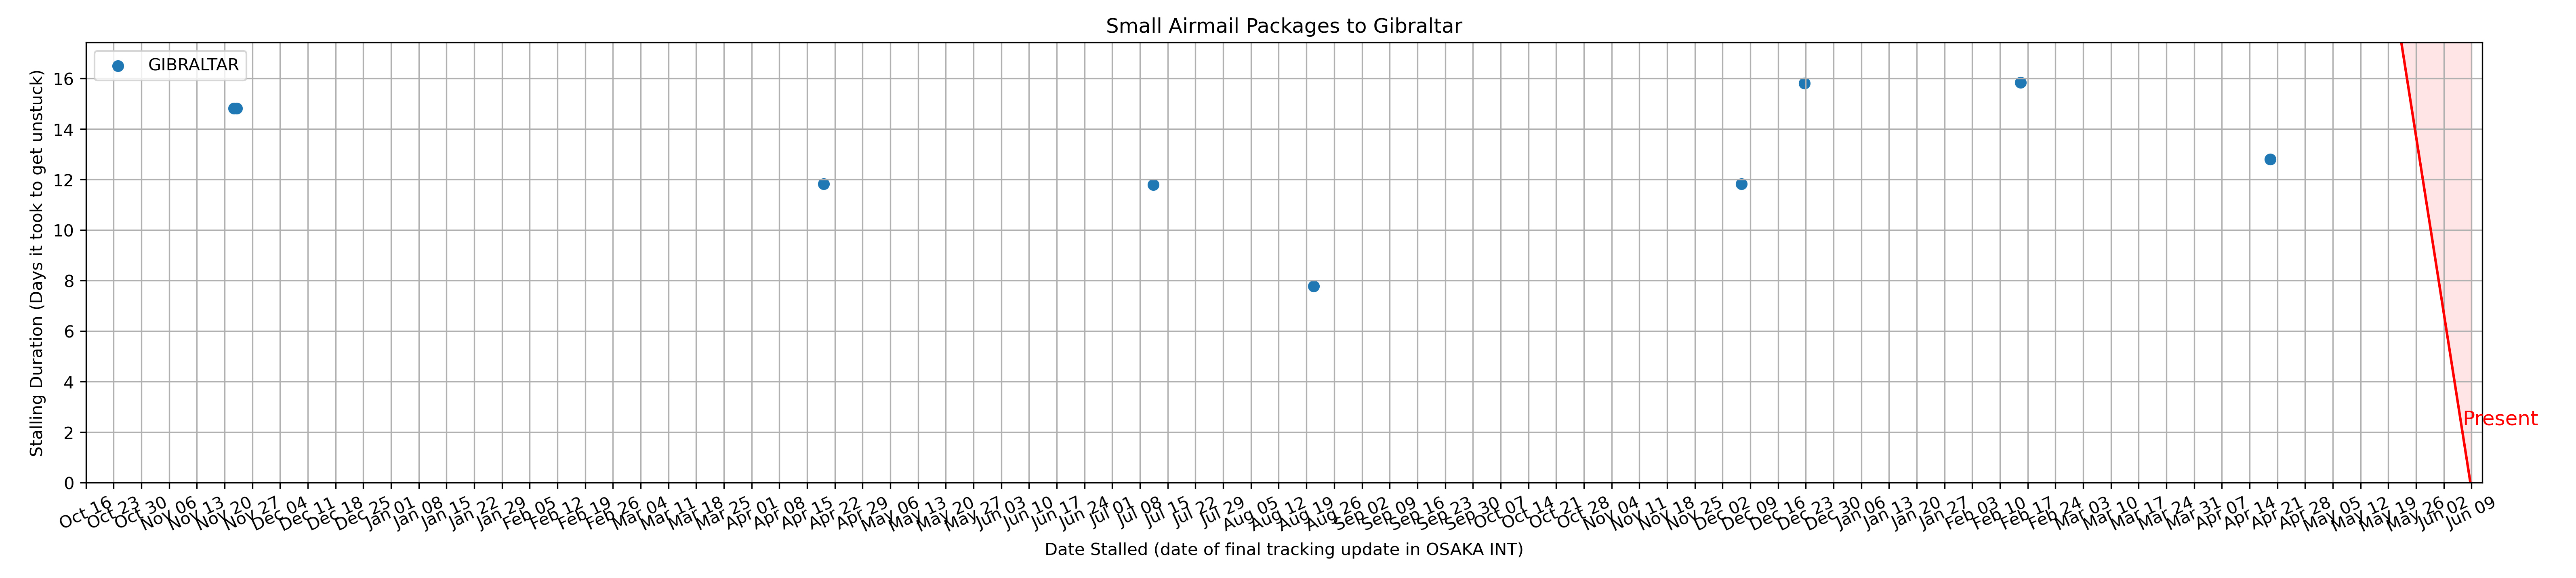 Small Airmail Packages to Gibraltar
GIBRALTAR
Stalling Duration (Days it took to get unstuck)
16
14
12
10
8
6
4
2
0
Present
Oct 16 Oct 23 Oct 30 Nov 06 Nov 13 Nov 20 Nov 27 Dec 04 Dec 11 Dec 18 Dec 25 Jan 01 Jan 08 Jan 15 Jan 22 Jan 29 Feb 05 Feb 12 Feb 19 Feb 26 Mar 04 Mar 11 Mar 18 Mar 25 Apr 01 Apr 08 Apr 15 Apr 22 Apr 29 May 06 May 13 May 20 May 27 Jun 03 Jun 10 Jun 17 Jun 24 Jul 01 Jul 08 Jul 15 Jul 22 Jul 29 Aug 05 Aug 12 Aug 19 Aug 26 Sep 02 Sep 09 Sep 16 Sep 23 Sep 30 Oct 07 Oct 14 Oct 21 Oct 28 Nov 04 Nov 11 Nov 18 Nov 25 Dec 02 Dec 09 Dec 16 Dec 23 Dec 30 Jan 06 Jan 13 Jan 20 Jan 27 Feb 03 Feb 10 Feb 17 Feb 24 Mar 03 Mar 10 Mar 17 Mar 24 Mar 31 Apr 07 Apr 14 Apr 21 Apr 28 May 05 May 12 May 19 May 26 Jun 02 Jun 09
Date Stalled (date of final tracking update in OSAKA INT)